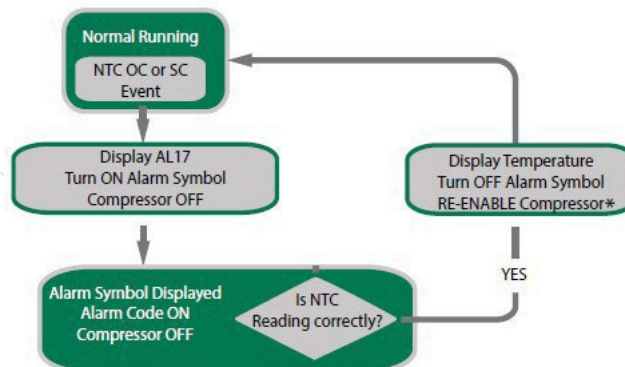 Normal Running
NTC OC or SC
Event
Display AL17
Turn ON Alarm Symbol
Compressor OFF
Display Temperature
Turn OFF Alarm Symbol
RE-ENABLE Compressor*
YES
Alarm Symbol Displayed
Alarm Code ON
Compressor OFF
Is NTC
Reading correctly?